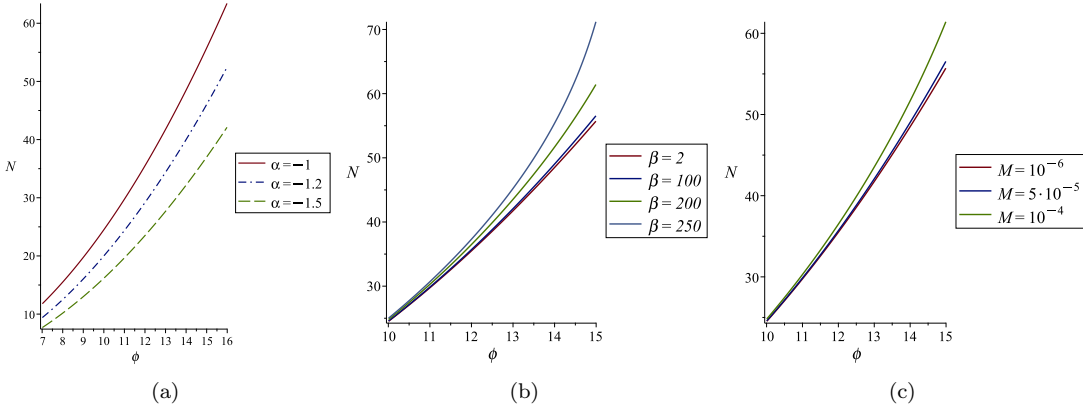 60
50
40
N
30
20
10
7 8 9 10 11 12 13 14 15 16
ϕ
α = −1
α = −1.2
α = −1.5
(a)
70
60
50
N
40
30
10 11 12 13 14 15
ϕ
β = 2
β = 100
β = 200
β = 250
(b)
60
50
N
40
30
10 11 12 13 14 15
ϕ
M = 10⁻⁶
M = 5·10⁻⁵
M = 10⁻⁴
(c)